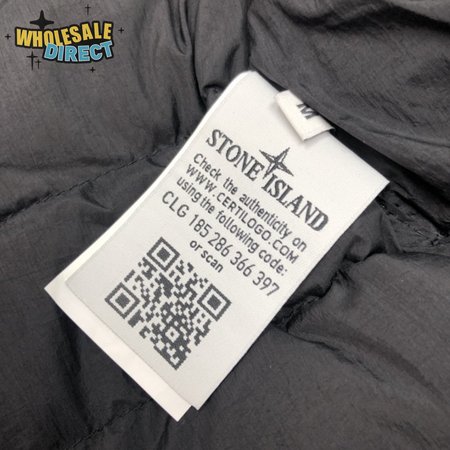 WHOLESALE
DIRECT
M
STONE ISLAND
Check the authenticity on
WWW.CERTILOGO.COM
using the following code:
CLG 185 286 366 397
or scan